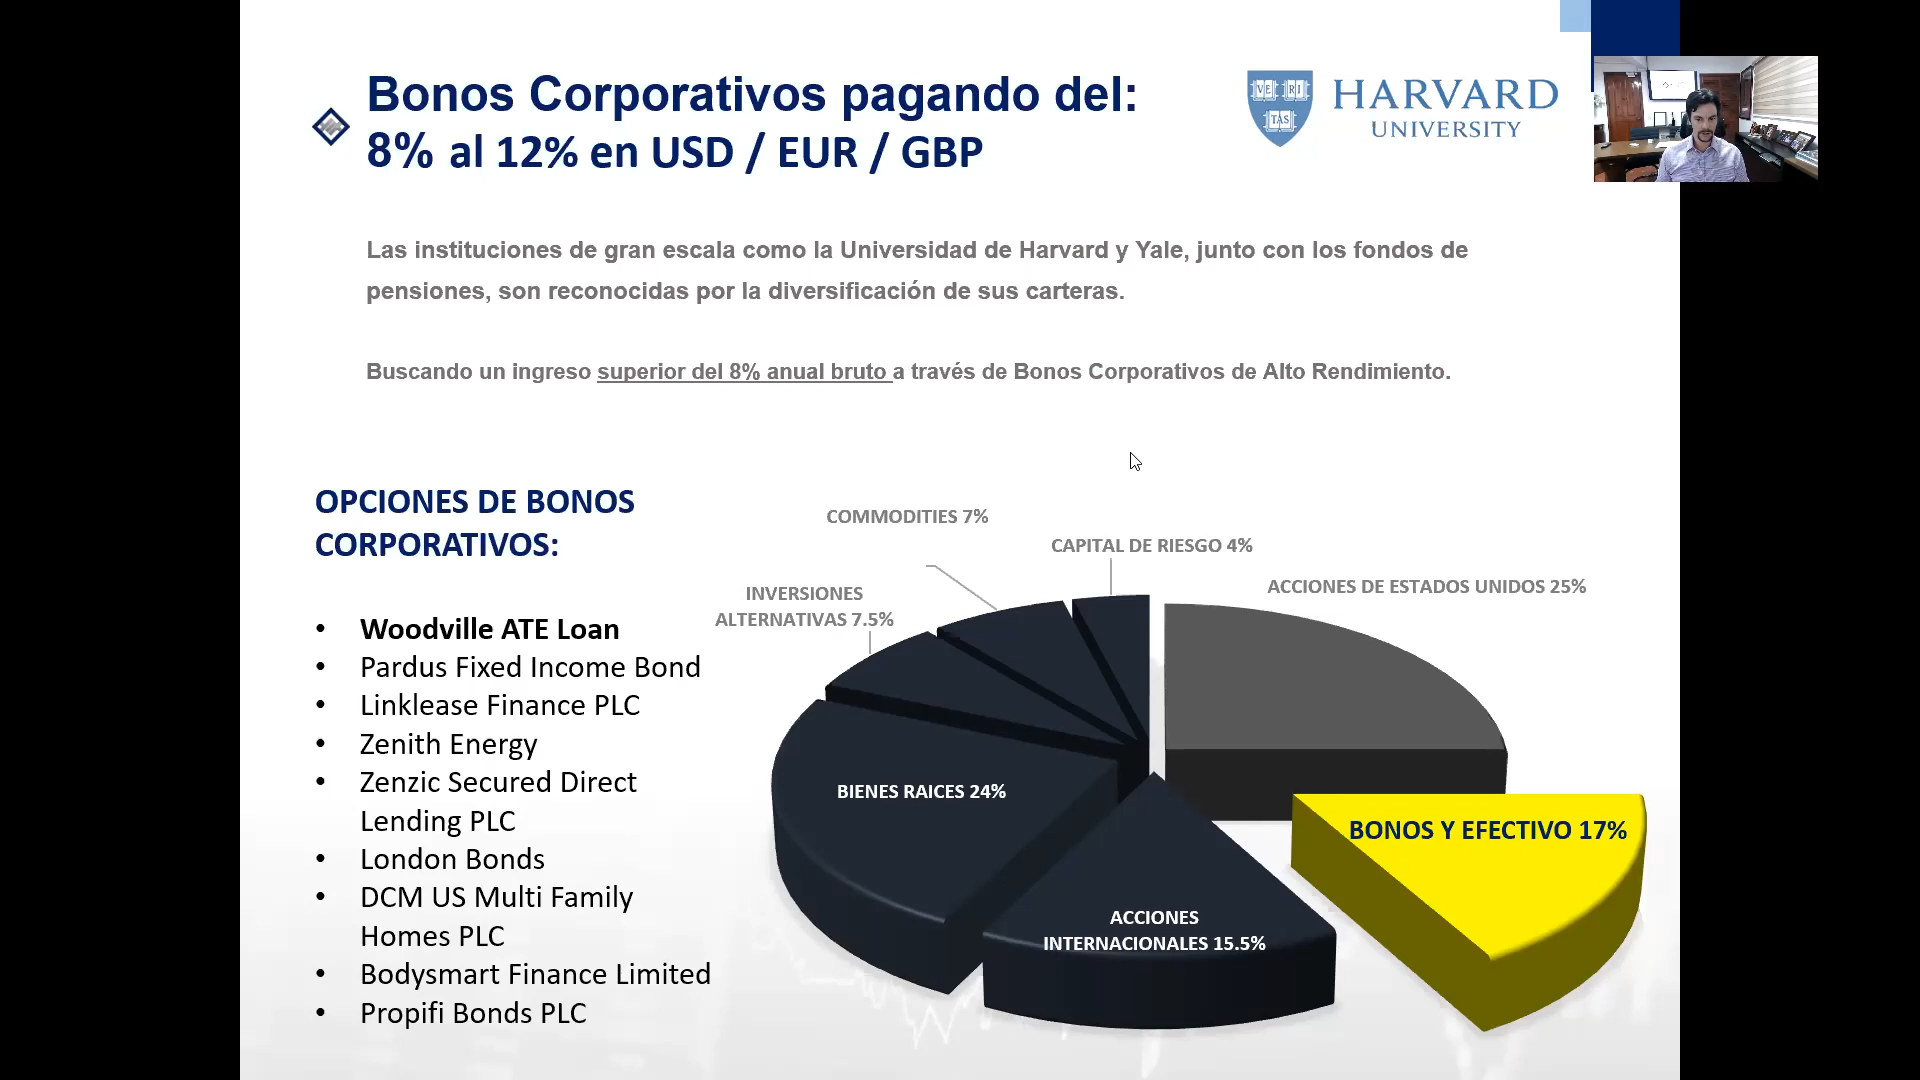 Bonos Corporativos pagando del:
8% al 12% en USD / EUR / GBP
VE RI
TAS
HARVARD
UNIVERSITY
Las instituciones de gran escala como la Universidad de Harvard y Yale, junto con los fondos de
pensiones, son reconocidas por la diversificación de sus carteras.
Buscando un ingreso superior del 8% anual bruto a través de Bonos Corporativos de Alto Rendimiento.
OPCIONES DE BONOS
CORPORATIVOS:
• Woodville ATE Loan
• Pardus Fixed Income Bond
• Linklease Finance PLC
• Zenith Energy
• Zenzic Secured Direct
Lending PLC
• London Bonds
• DCM US Multi Family
Homes PLC
• Bodysmart Finance Limited
• Propifi Bonds PLC
COMMODITIES 7%
CAPITAL DE RIESGO 4%
ACCIONES DE ESTADOS UNIDOS 25%
INVERSIONES
ALTERNATIVAS 7.5%
BIENES RAICES 24%
BONOS Y EFECTIVO 17%
ACCIONES
INTERNACIONALES 15.5%